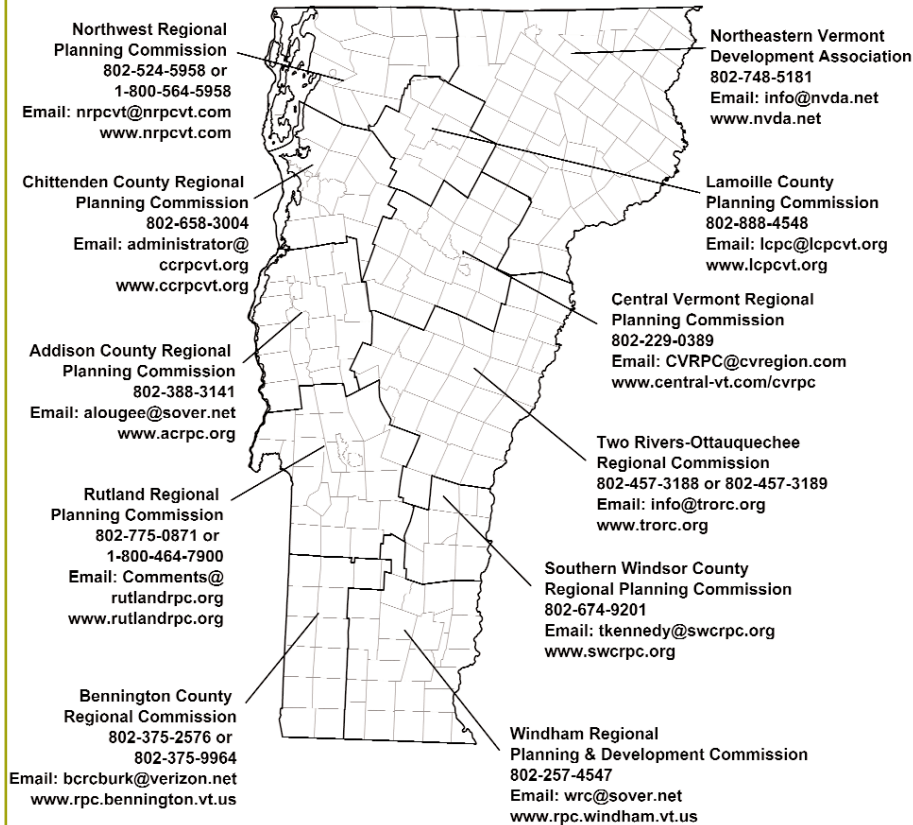 Northwest Regional
Planning Commission
802-524-5958 or
1-800-564-5958
Email: nrpcvt@nrpcvt.com
www.nrpcvt.com
Chittenden County Regional
Planning Commission
802-658-3004
Email: administrator@
ccrpcvt.org
www.ccrpcvt.org
Addison County Regional
Planning Commission
802-388-3141
Email: alougee@sover.net
www.acrpc.org
Rutland Regional
Planning Commission
802-775-0871 or
1-800-464-7900
Email: Comments@
rutlandrpc.org
www.rutlandrpc.org
Bennington County
Regional Commission
802-375-2576 or
802-375-9964
Email: bcrcburk@verizon.net
www.rpc.bennington.vt.us
Northeastern Vermont
Development Association
802-748-5181
Email: info@nvda.net
www.nvda.net
Lamoille County
Planning Commission
802-888-4548
Email: lcpc@lcpcvt.org
www.lcpcvt.org
Central Vermont Regional
Planning Commission
802-229-0389
Email: CVRPC@cvregion.com
www.central-vt.com/cvrpc
Two Rivers-Ottauquechee
Regional Commission
802-457-3188 or 802-457-3189
Email: info@trorc.org
www.trorc.org
Southern Windsor County
Regional Planning Commission
802-674-9201
Email: tkennedy@swcrpc.org
www.swcrpc.org
Windham Regional
Planning & Development Commission
802-257-4547
Email: wrc@sover.net
www.rpc.windham.vt.us